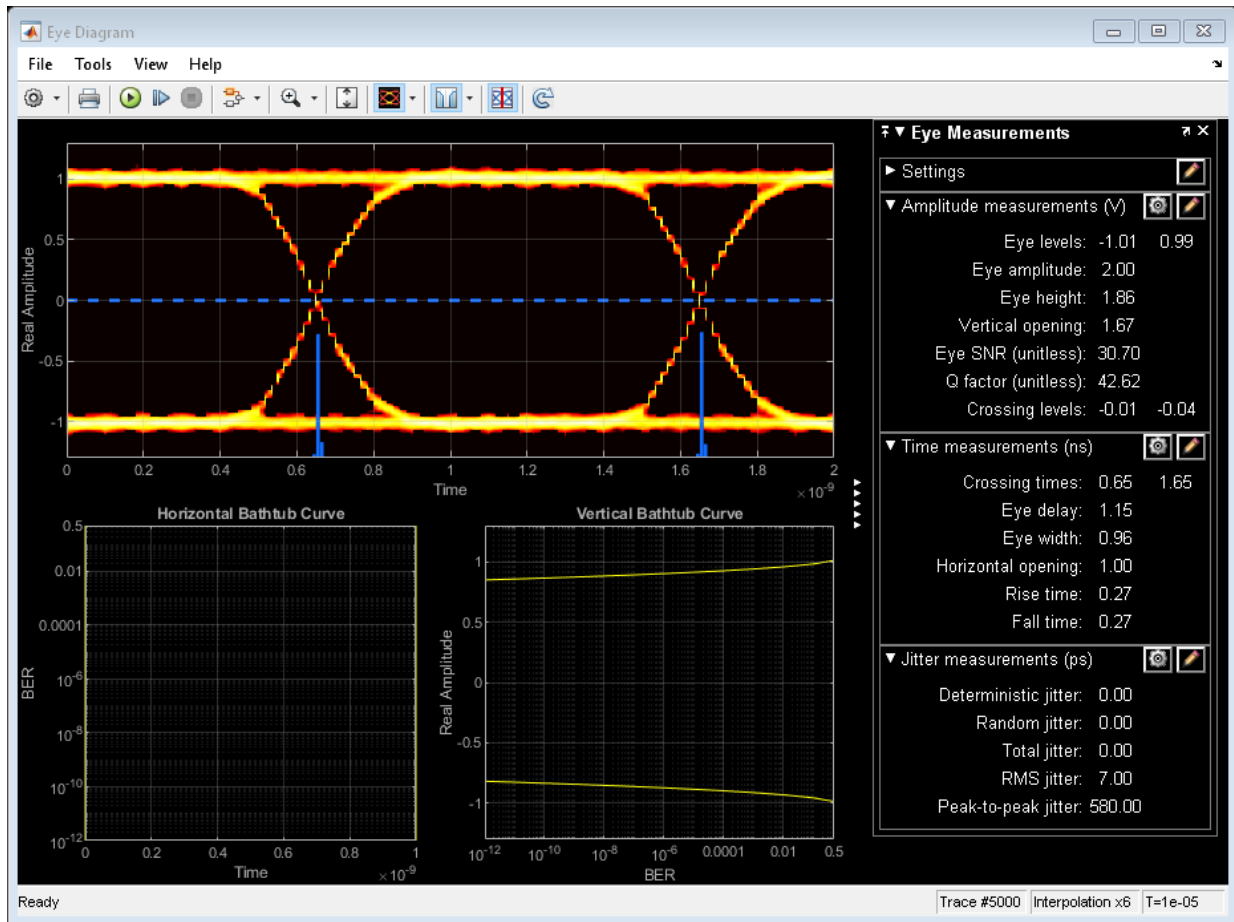 Eye Diagram
File Tools View Help
Eye Measurements
Settings
Amplitude measurements (V)
Eye levels: -1.01 0.99
Eye amplitude: 2.00
Eye height: 1.86
Vertical opening: 1.67
Eye SNR (unitless): 30.70
Q factor (unitless): 42.62
Crossing levels: -0.01 -0.04
Time measurements (ns)
Crossing times: 0.65 1.65
Eye delay: 1.15
Eye width: 0.96
Horizontal opening: 1.00
Rise time: 0.27
Fall time: 0.27
Jitter measurements (ps)
Deterministic jitter: 0.00
Random jitter: 0.00
Total jitter: 0.00
RMS jitter: 7.00
Peak-to-peak jitter: 580.00
Real Amplitude
1
0.5
0
-0.5
-1
0 0.2 0.4 0.6 0.8 1 1.2 1.4 1.6 1.8 2
Time
×10⁻⁹
Horizontal Bathtub Curve
BER
0.5
0.01
0.0001
10⁻⁶
10⁻⁸
10⁻¹⁰
10⁻¹²
0 0.2 0.4 0.6 0.8 1
Time
×10⁻⁹
Vertical Bathtub Curve
Real Amplitude
1
0.5
0
-0.5
-1
10⁻¹² 10⁻¹⁰ 10⁻⁸ 10⁻⁶ 0.0001 0.01 0.5
BER
Ready
Trace #5000 Interpolation x6 T=1e-05